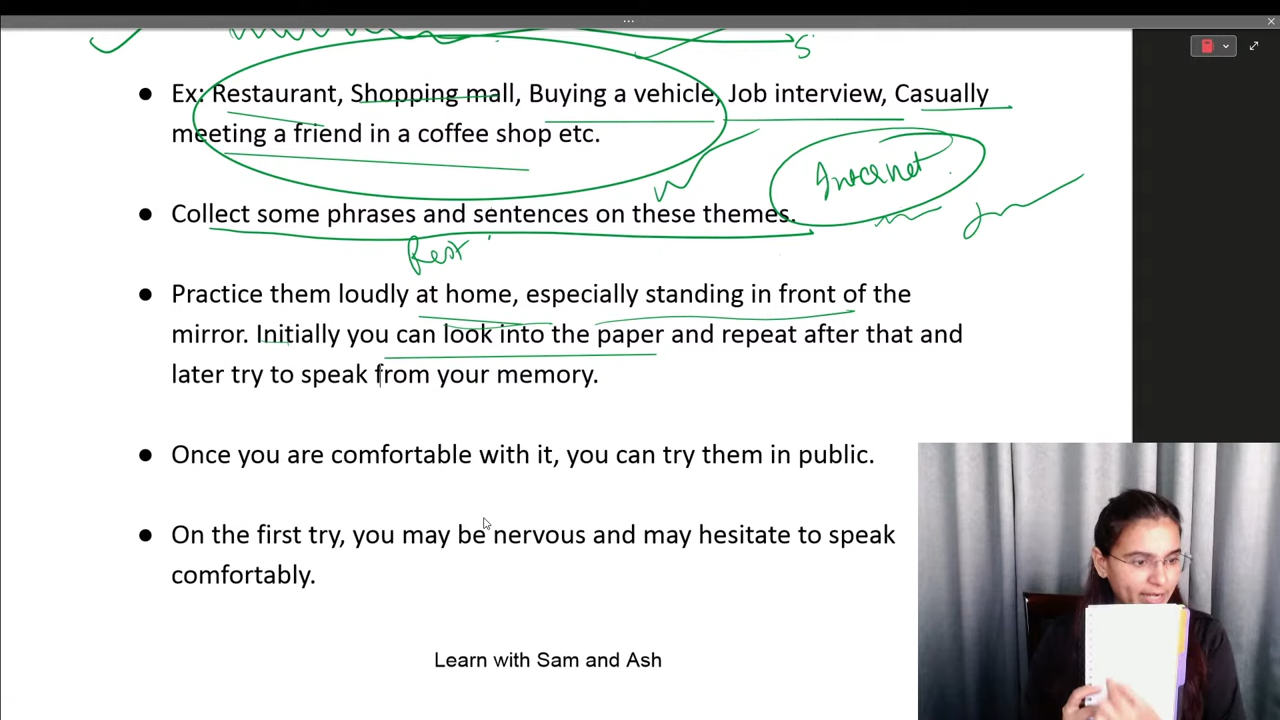 ● Ex: Restaurant, Shopping mall, Buying a vehicle, Job interview, Casually
meeting a friend in a coffee shop etc.
Internet
● Collect some phrases and sentences on these themes.
Rest
● Practice them loudly at home, especially standing in front of the
mirror. Initially you can look into the paper and repeat after that and
later try to speak from your memory.
● Once you are comfortable with it, you can try them in public.
● On the first try, you may be nervous and may hesitate to speak
comfortably.
Learn with Sam and Ash